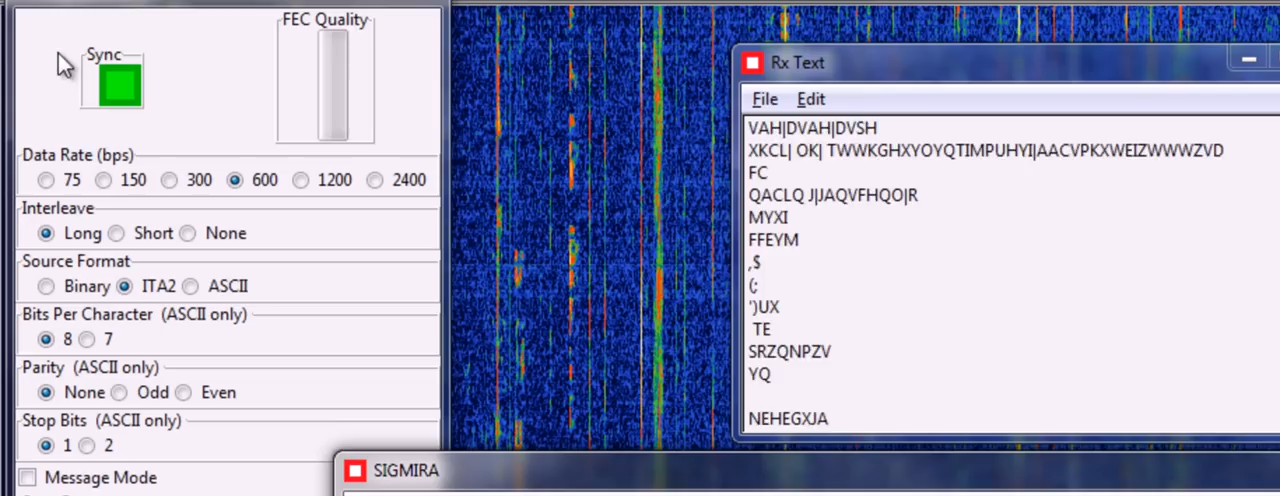 Sync
FEC Quality
Data Rate (bps)
75 150 300 600 1200 2400
Interleave
Long Short None
Source Format
Binary ITA2 ASCII
Bits Per Character (ASCII only)
8 7
Parity (ASCII only)
None Odd Even
Stop Bits (ASCII only)
1 2
Message Mode
Rx Text
File Edit
VAH|DVAH|DVSH
XKCL| OK| TWWKGHXYOYQTIMPUHYI|AACVPKXWEIZWWWZVD
FC
QACLQ J|JAQVFHQO|R
MYXI
FFEYM
,$
(;
')UX
TE
SRZQNPZV
YQ
NEHEGXJA
SIGMIRA